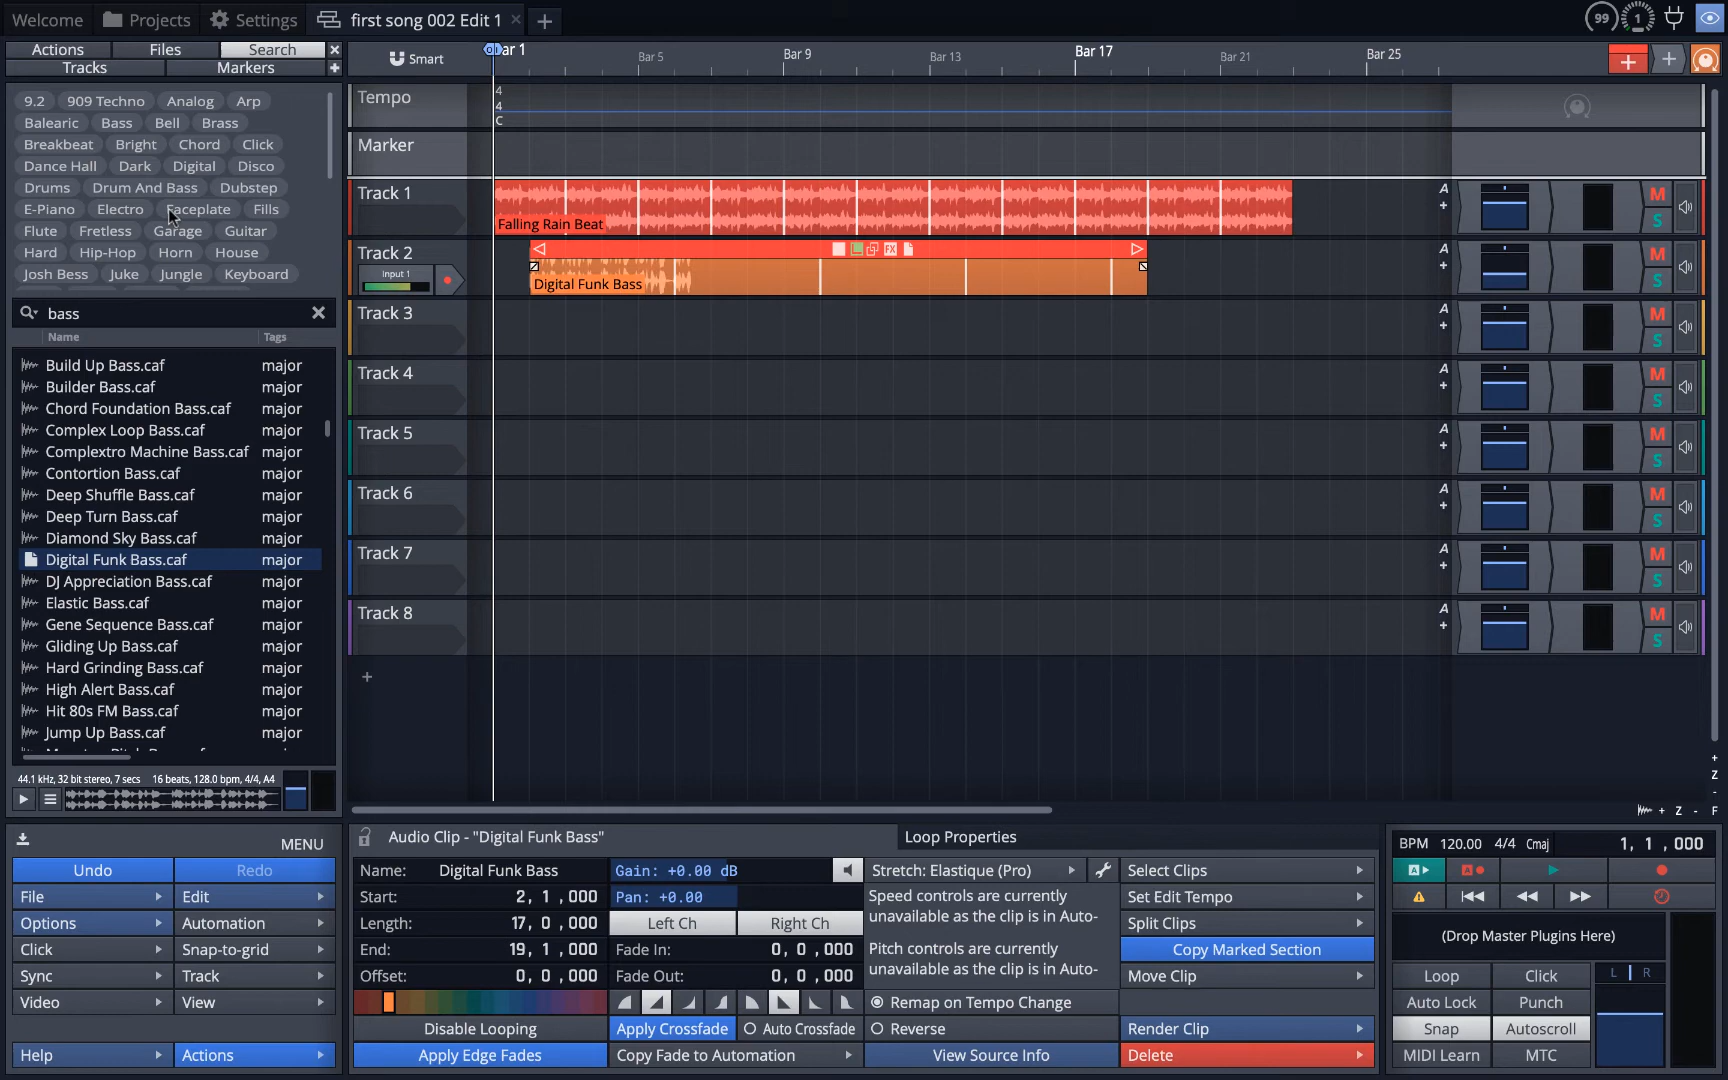 Welcome Projects Settings first song 002 Edit 1 99 1
Actions Files Search
Tracks Markers
Smart
ar 1 Bar 5 Bar 9 Bar 13 Bar 17 Bar 21 Bar 25
9.2 909 Techno Analog Arp
Balearic Bass Bell Brass
Breakbeat Bright Chord Click
Dance Hall Dark Digital Disco
Drums Drum And Bass Dubstep
E-Piano Electro Faceplate Fills
Flute Fretless Garage Guitar
Hard Hip-Hop Horn House
Josh Bess Juke Jungle Keyboard
bass
Name Tags
Build Up Bass.caf major
Builder Bass.caf major
Chord Foundation Bass.caf major
Complex Loop Bass.caf major
Complextro Machine Bass.caf major
Contortion Bass.caf major
Deep Shuffle Bass.caf major
Deep Turn Bass.caf major
Diamond Sky Bass.caf major
Digital Funk Bass.caf major
DJ Appreciation Bass.caf major
Elastic Bass.caf major
Gene Sequence Bass.caf major
Gliding Up Bass.caf major
Hard Grinding Bass.caf major
High Alert Bass.caf major
Hit 80s FM Bass.caf major
Jump Up Bass.caf major
44.1 kHz, 32 bit stereo, 7 secs 16 beats, 128.0 bpm, 4/4, A4
Tempo
4
4
C
Marker
Track 1
Falling Rain Beat
A M
S
Track 2
Input 1
FX
Digital Funk Bass
A M
S
Track 3
A M
S
Track 4
A M
S
Track 5
A M
S
Track 6
A M
S
Track 7
A M
S
Track 8
A M
S
Z
Z F
MENU
Undo Redo
File Edit
Options Automation
Click Snap-to-grid
Sync Track
Video View
Help Actions
Audio Clip - "Digital Funk Bass" Loop Properties
Name: Digital Funk Bass
Start: 2, 1 ,000
Length: 17, 0 ,000
End: 19, 1 ,000
Offset: 0, 0 ,000
Disable Looping
Apply Edge Fades
Gain: +0.00 dB
Pan: +0.00
Left Ch Right Ch
Fade In: 0, 0 ,000
Fade Out: 0, 0 ,000
Apply Crossfade Auto Crossfade
Copy Fade to Automation
Stretch: Elastique (Pro)
Speed controls are currently
unavailable as the clip is in Auto-
Pitch controls are currently
unavailable as the clip is in Auto-
Remap on Tempo Change
Reverse
View Source Info
Select Clips
Set Edit Tempo
Split Clips
Copy Marked Section
Move Clip
Render Clip
Delete
BPM 120.00 4/4 Cmaj 1, 1 ,000
A A
(Drop Master Plugins Here)
Loop Click
Auto Lock Punch
Snap Autoscroll
MIDI Learn MTC
L R